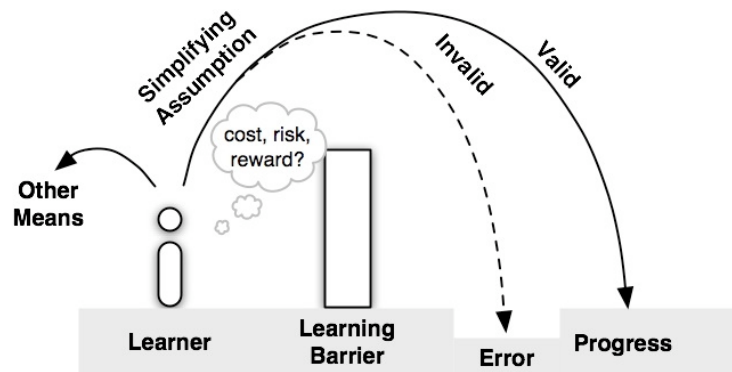 Simplifying
Assumption
Invalid
Valid
cost, risk,
reward?
Other
Means
Learner
Learning
Barrier
Error
Progress